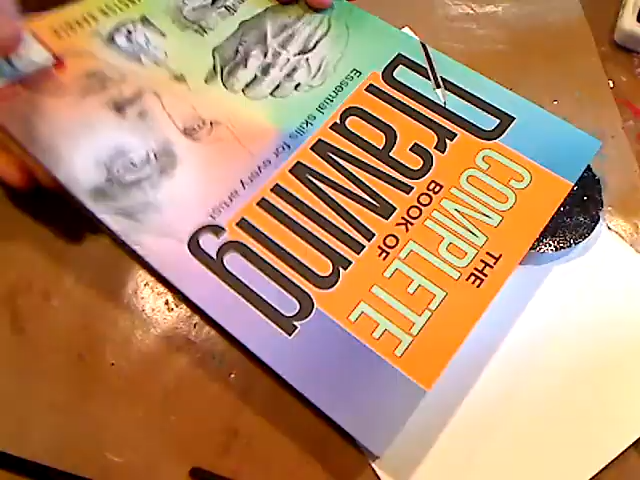 THE
COMPLETE
BOOK OF
Drawing
Essential skills for every artist